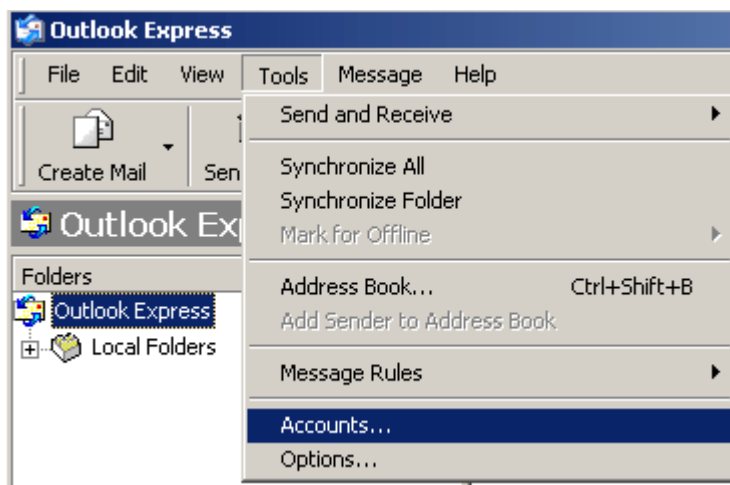 Outlook Express
File Edit View Tools Message Help
Create Mail
Send and Receive
Synchronize All
Synchronize Folder
Mark for Offline
Outlook
Address Book... Ctrl+Shift+B
Add Sender to Address Book
Message Rules
Accounts...
Options...
Folders
Outlook Express
Local Folders